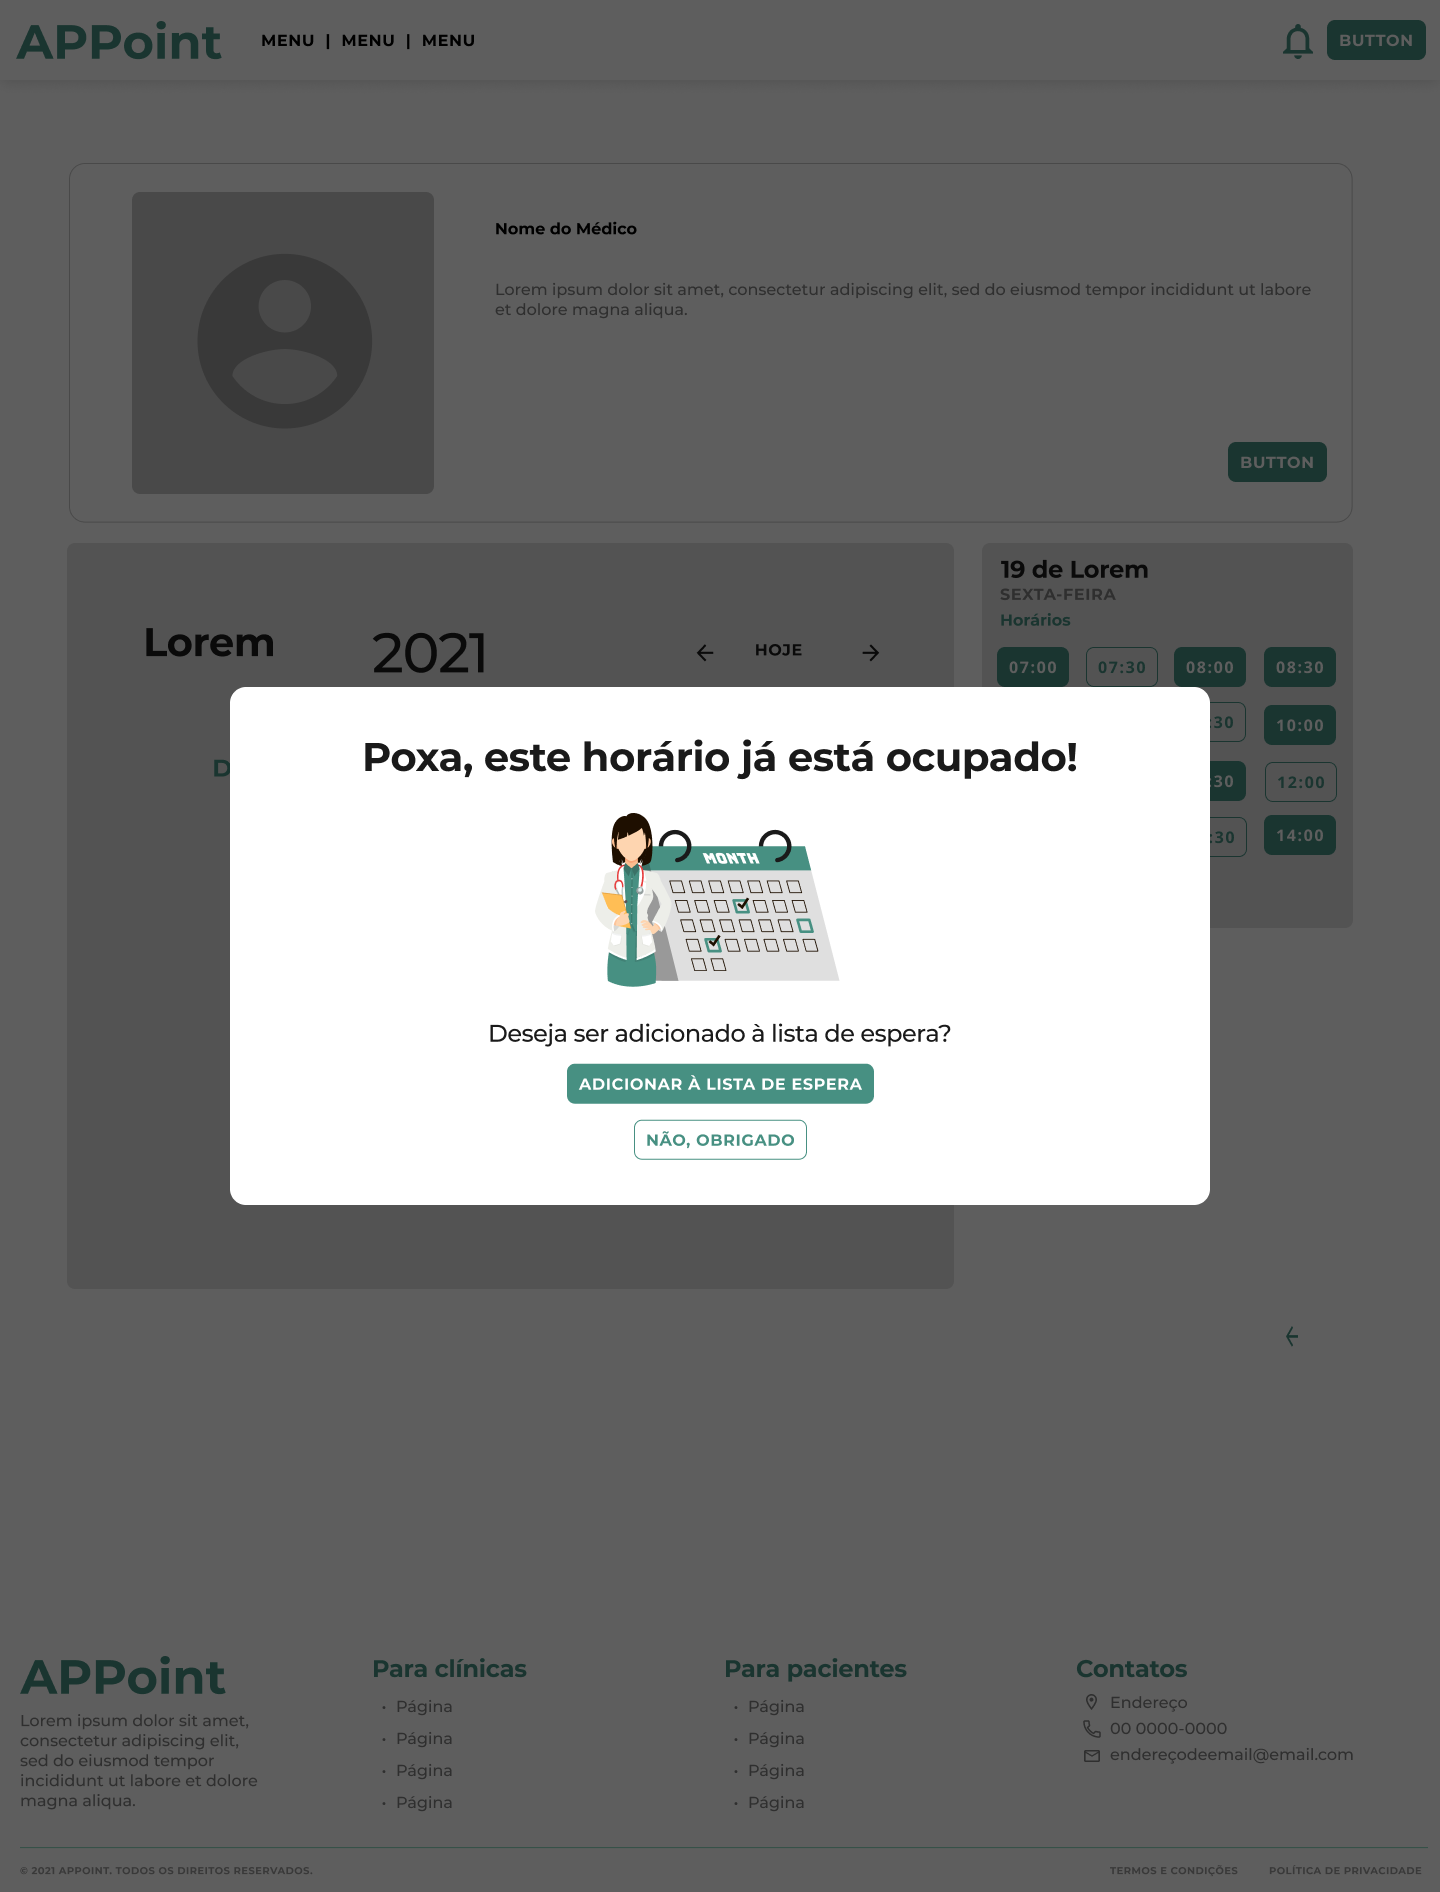 APPoint
MENU | MENU | MENU
BUTTON
Nome do Médico
Lorem ipsum dolor sit amet, consectetur adipiscing elit, sed do eiusmod tempor incididunt ut labore
et dolore magna aliqua.
BUTTON
Lorem
2021
HOJE
19 de Lorem
SEXTA-FEIRA
Horários
07:00
07:30
08:00
08:30
:30
10:00
:30
12:00
:30
14:00
D
Poxa, este horário já está ocupado!
MONTH
Deseja ser adicionado à lista de espera?
ADICIONAR À LISTA DE ESPERA
NÃO, OBRIGADO
APPoint
Lorem ipsum dolor sit amet,
consectetur adipiscing elit,
sed do eiusmod tempor
incididunt ut labore et dolore
magna aliqua.
Para clínicas
• Página
• Página
• Página
• Página
Para pacientes
• Página
• Página
• Página
• Página
Contatos
Endereço
00 0000-0000
endereçodeemail@email.com
© 2021 APPOINT. TODOS OS DIREITOS RESERVADOS.
TERMOS E CONDIÇÕES
POLÍTICA DE PRIVACIDADE